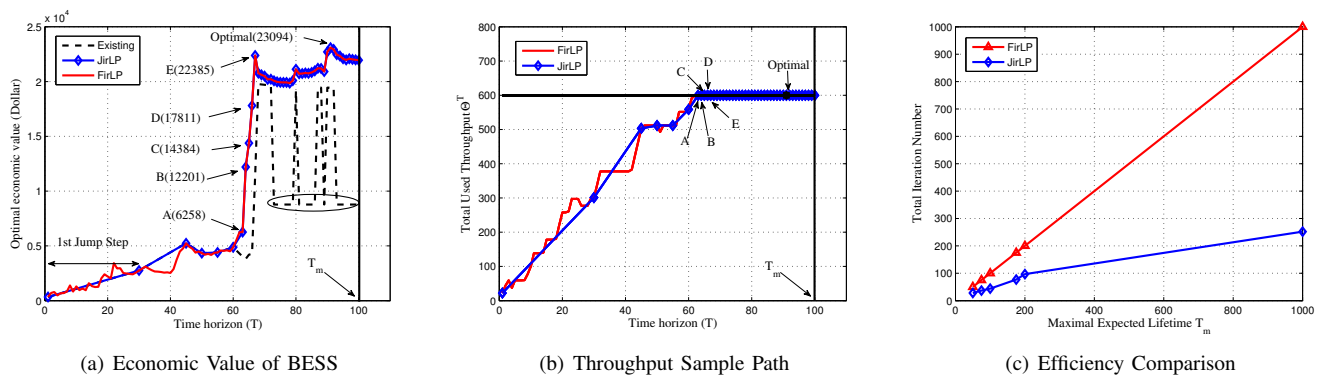 x 10^4
2.5
2
1.5
1
0.5
0
Optimal economic value (Dollar)
Existing
JirLP
FirLP
Optimal(23094)
E(22385)
D(17811)
C(14384)
B(12201)
A(6258)
1st Jump Step
T_m
0 20 40 60 80 100
Time horizon (T)
(a) Economic Value of BESS
800
700
600
500
400
300
200
100
0
Total Used Throughput Θ^T
FirLP
JirLP
D
C
Optimal
A
B
E
T_m
0 20 40 60 80 100
Time horizon (T)
(b) Throughput Sample Path
1000
900
800
700
600
500
400
300
200
100
0
Total Iteration Number
FirLP
JirLP
0 200 400 600 800 1000
Maximal Expected Lifetime T_m
(c) Efficiency Comparison